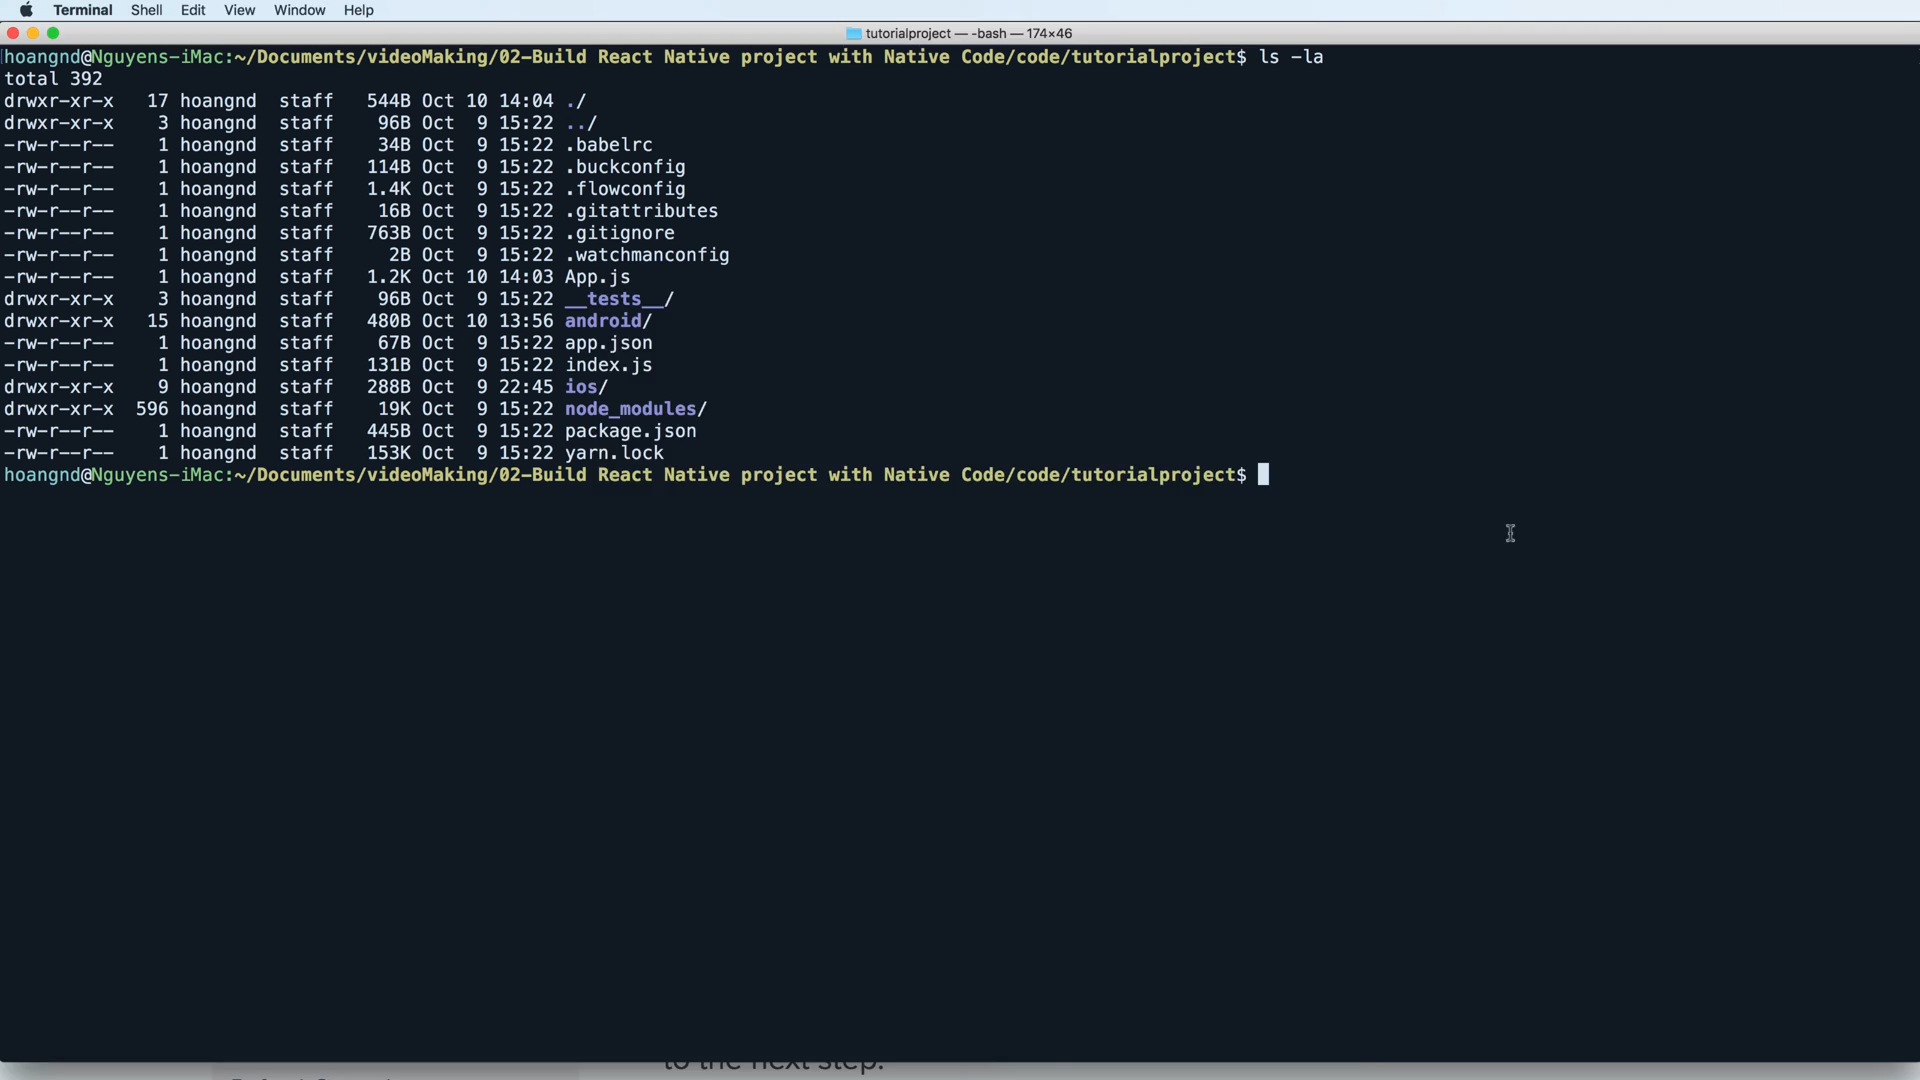 Terminal Shell Edit View Window Help
tutorialproject — -bash — 174×46
hoangnd@Nguyens-iMac:~/Documents/videoMaking/02-Build React Native project with Native Code/code/tutorialproject$ ls -la
total 392
drwxr-xr-x   17 hoangnd  staff   544B Oct 10 14:04 ./
drwxr-xr-x    3 hoangnd  staff    96B Oct  9 15:22 ../
-rw-r--r--    1 hoangnd  staff    34B Oct  9 15:22 .babelrc
-rw-r--r--    1 hoangnd  staff   114B Oct  9 15:22 .buckconfig
-rw-r--r--    1 hoangnd  staff   1.4K Oct  9 15:22 .flowconfig
-rw-r--r--    1 hoangnd  staff    16B Oct  9 15:22 .gitattributes
-rw-r--r--    1 hoangnd  staff   763B Oct  9 15:22 .gitignore
-rw-r--r--    1 hoangnd  staff     2B Oct  9 15:22 .watchmanconfig
-rw-r--r--    1 hoangnd  staff   1.2K Oct 10 14:03 App.js
drwxr-xr-x    3 hoangnd  staff    96B Oct  9 15:22 __tests__/
drwxr-xr-x   15 hoangnd  staff   480B Oct 10 13:56 android/
-rw-r--r--    1 hoangnd  staff    67B Oct  9 15:22 app.json
-rw-r--r--    1 hoangnd  staff   131B Oct  9 15:22 index.js
drwxr-xr-x    9 hoangnd  staff   288B Oct  9 22:45 ios/
drwxr-xr-x  596 hoangnd  staff    19K Oct  9 15:22 node_modules/
-rw-r--r--    1 hoangnd  staff   445B Oct  9 15:22 package.json
-rw-r--r--    1 hoangnd  staff   153K Oct  9 15:22 yarn.lock
hoangnd@Nguyens-iMac:~/Documents/videoMaking/02-Build React Native project with Native Code/code/tutorialproject$
to the next step.